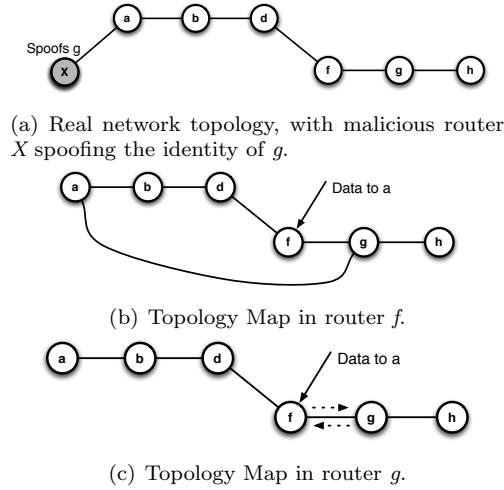 a b d
Spoofs g
X f g h
(a) Real network topology, with malicious router
X spoofing the identity of g.
a b d
Data to a
f g h
(b) Topology Map in router f.
a b d
Data to a
f g h
(c) Topology Map in router g.